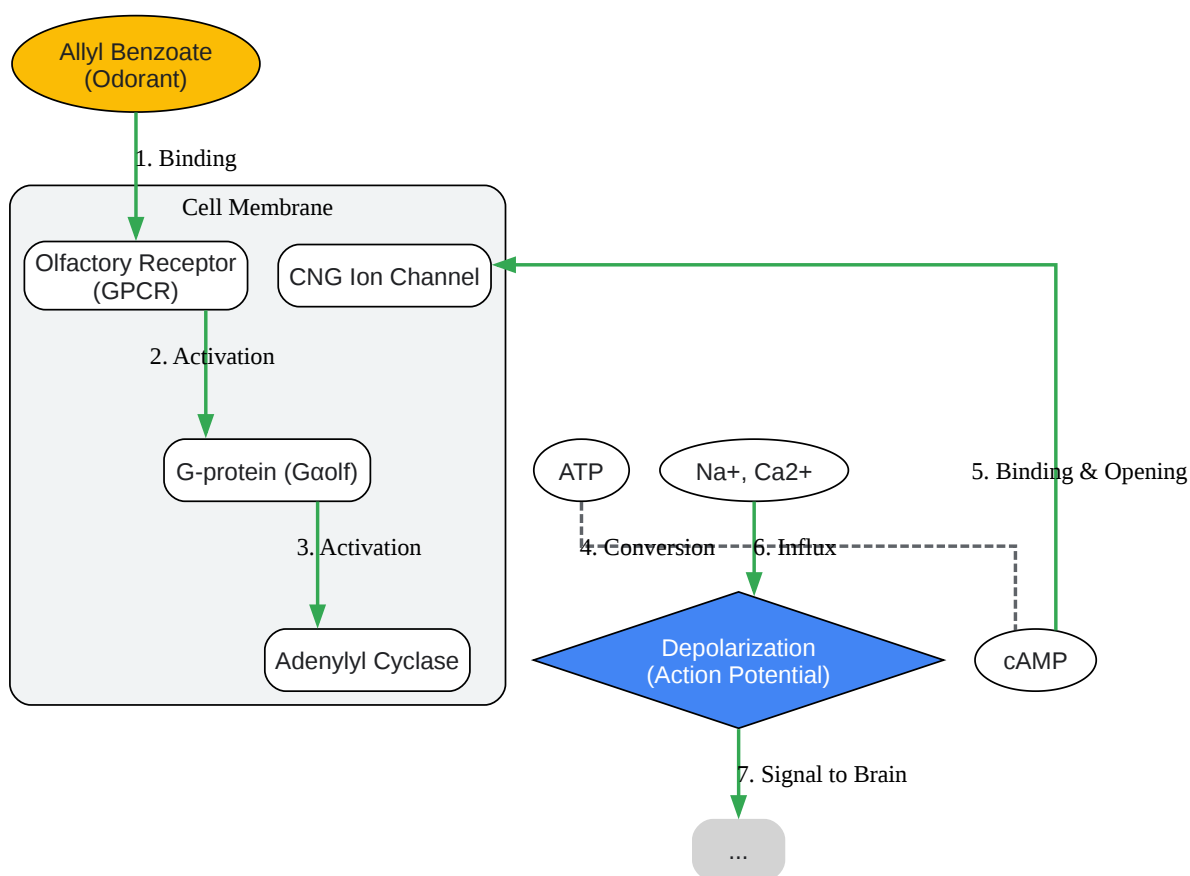 Allyl Benzoate
(Odorant)
1. Binding
Cell Membrane
Olfactory Receptor
(GPCR)
CNG Ion Channel
2. Activation
G-protein (Gαolf)
ATP
Na+, Ca2+
5. Binding & Opening
3. Activation
4. Conversion
6. Influx
Adenylyl Cyclase
Depolarization
(Action Potential)
cAMP
7. Signal to Brain
...